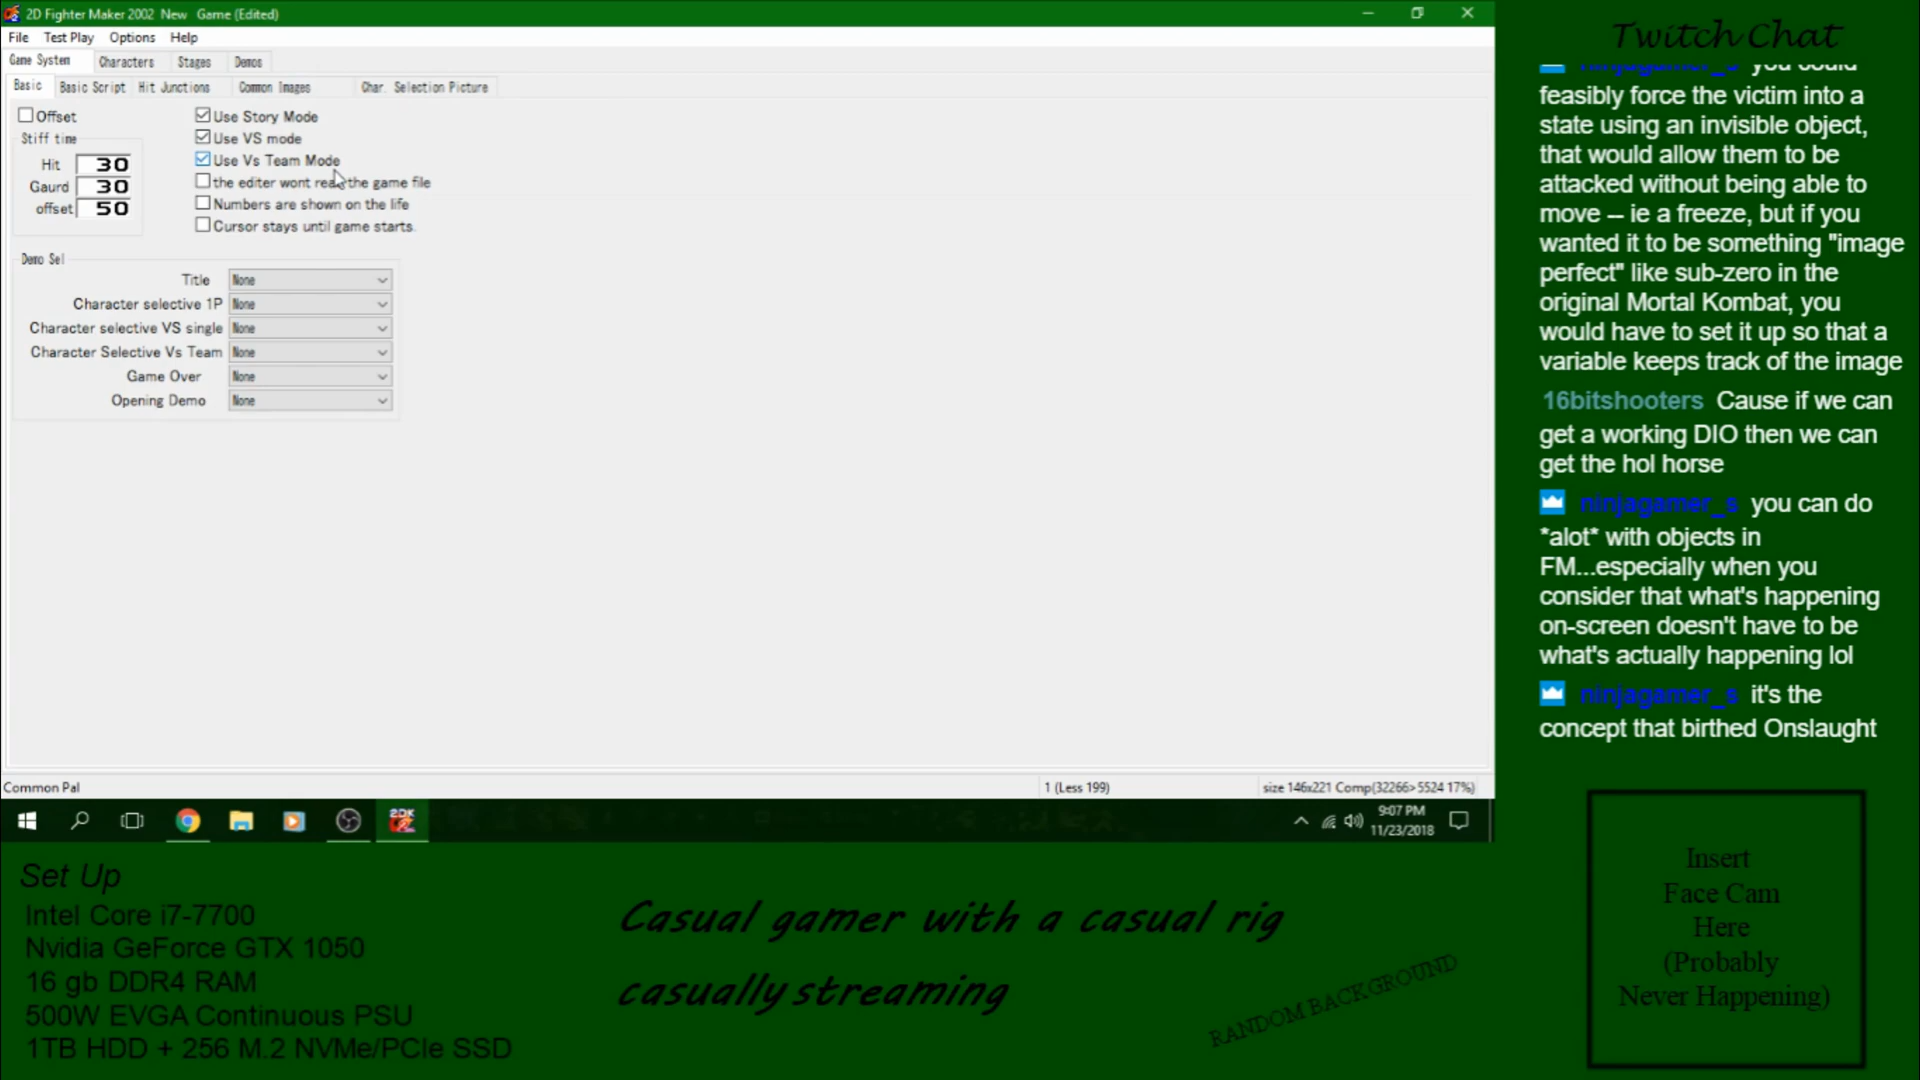 2D Fighter Maker 2002 New Game (Edited)
File Test Play Options Help
Game System Characters Stages Demos
Basic Basic Script Hit Junctions Common Images Char. Selection Picture
Offset
Stiff time
Hit 30
Gaurd 30
offset 50
Use Story Mode
Use VS mode
Use Vs Team Mode
the editer wont read the game file
Numbers are shown on the life
Cursor stays until game starts.
Demo Sel
Title None
Character selective 1P None
Character selective VS single None
Character Selective Vs Team None
Game Over None
Opening Demo None
Common Pal
1 (Less 199)
size 146x221 Comp(32266>5524 17%)
2DK
9:07 PM
11/23/2018
Twitch Chat
ninjagamer_s you could
feasibly force the victim into a
state using an invisible object,
that would allow them to be
attacked without being able to
move -- ie a freeze, but if you
wanted it to be something "image
perfect" like sub-zero in the
original Mortal Kombat, you
would have to set it up so that a
variable keeps track of the image
16bitshooters Cause if we can
get a working DIO then we can
get the hol horse
ninjagamer_s you can do
*alot* with objects in
FM...especially when you
consider that what's happening
on-screen doesn't have to be
what's actually happening lol
ninjagamer_s it's the
concept that birthed Onslaught
Set Up
Intel Core i7-7700
Nvidia GeForce GTX 1050
16 gb DDR4 RAM
500W EVGA Continuous PSU
1TB HDD + 256 M.2 NVMe/PCIe SSD
Casual gamer with a casual rig
casually streaming
RANDOM BACKGROUND
Insert
Face Cam
Here
(Probably
Never Happening)